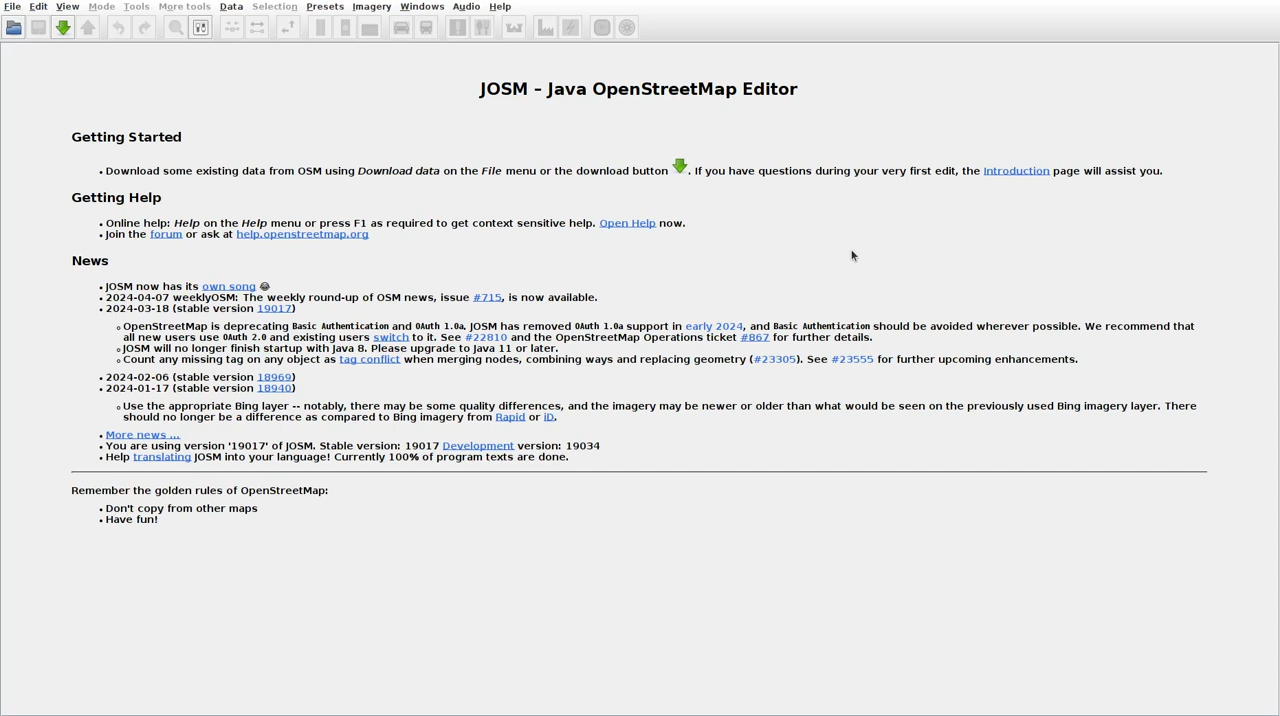 File Edit View Mode Tools More tools Data Selection Presets Imagery Windows Audio Help
JOSM – Java OpenStreetMap Editor
Getting Started
• Download some existing data from OSM using Download data on the File menu or the download button . If you have questions during your very first edit, the Introduction page will assist you.
Getting Help
• Online help: Help on the Help menu or press F1 as required to get context sensitive help. Open Help now.
• Join the forum or ask at help.openstreetmap.org
News
• JOSM now has its own song 😂
• 2024-04-07 weeklyOSM: The weekly round-up of OSM news, issue #715, is now available.
• 2024-03-18 (stable version 19017)
◦ OpenStreetMap is deprecating Basic Authentication and OAuth 1.0a. JOSM has removed OAuth 1.0a support in early 2024, and Basic Authentication should be avoided wherever possible. We recommend that
all new users use OAuth 2.0 and existing users switch to it. See #22810 and the OpenStreetMap Operations ticket #867 for further details.
◦ JOSM will no longer finish startup with Java 8. Please upgrade to Java 11 or later.
◦ Count any missing tag on any object as tag conflict when merging nodes, combining ways and replacing geometry (#23305). See #23555 for further upcoming enhancements.
• 2024-02-06 (stable version 18969)
• 2024-01-17 (stable version 18940)
◦ Use the appropriate Bing layer -- notably, there may be some quality differences, and the imagery may be newer or older than what would be seen on the previously used Bing imagery layer. There
should no longer be a difference as compared to Bing imagery from Rapid or iD.
• More news ...
• You are using version '19017' of JOSM. Stable version: 19017 Development version: 19034
• Help translating JOSM into your language! Currently 100% of program texts are done.
Remember the golden rules of OpenStreetMap:
• Don't copy from other maps
• Have fun!